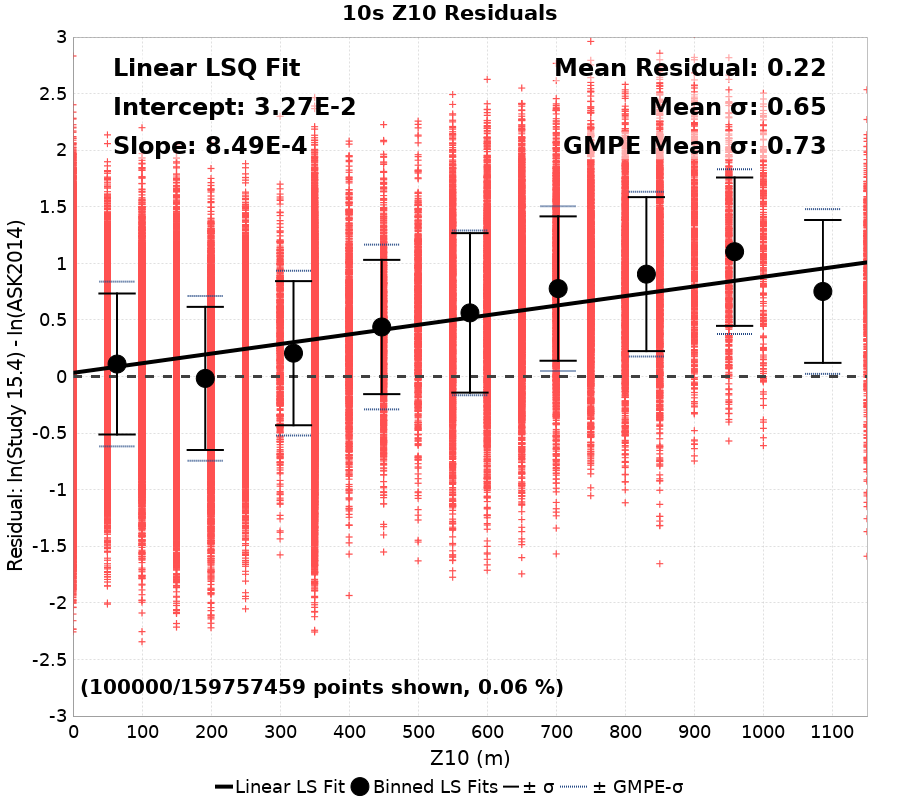 10s Z10 Residuals
Linear LSQ Fit
Intercept: 3.27E-2
Slope: 8.49E-4
Mean Residual: 0.22
Mean σ: 0.65
GMPE Mean σ: 0.73
Residual: ln(Study 15.4) - ln(ASK2014)
3
2.5
2
1.5
1
0.5
0
-0.5
-1
-1.5
-2
-2.5
-3
(100000/159757459 points shown, 0.06 %)
0 100 200 300 400 500 600 700 800 900 1000 1100
Z10 (m)
Linear LS Fit Binned LS Fits ± σ ± GMPE-σ